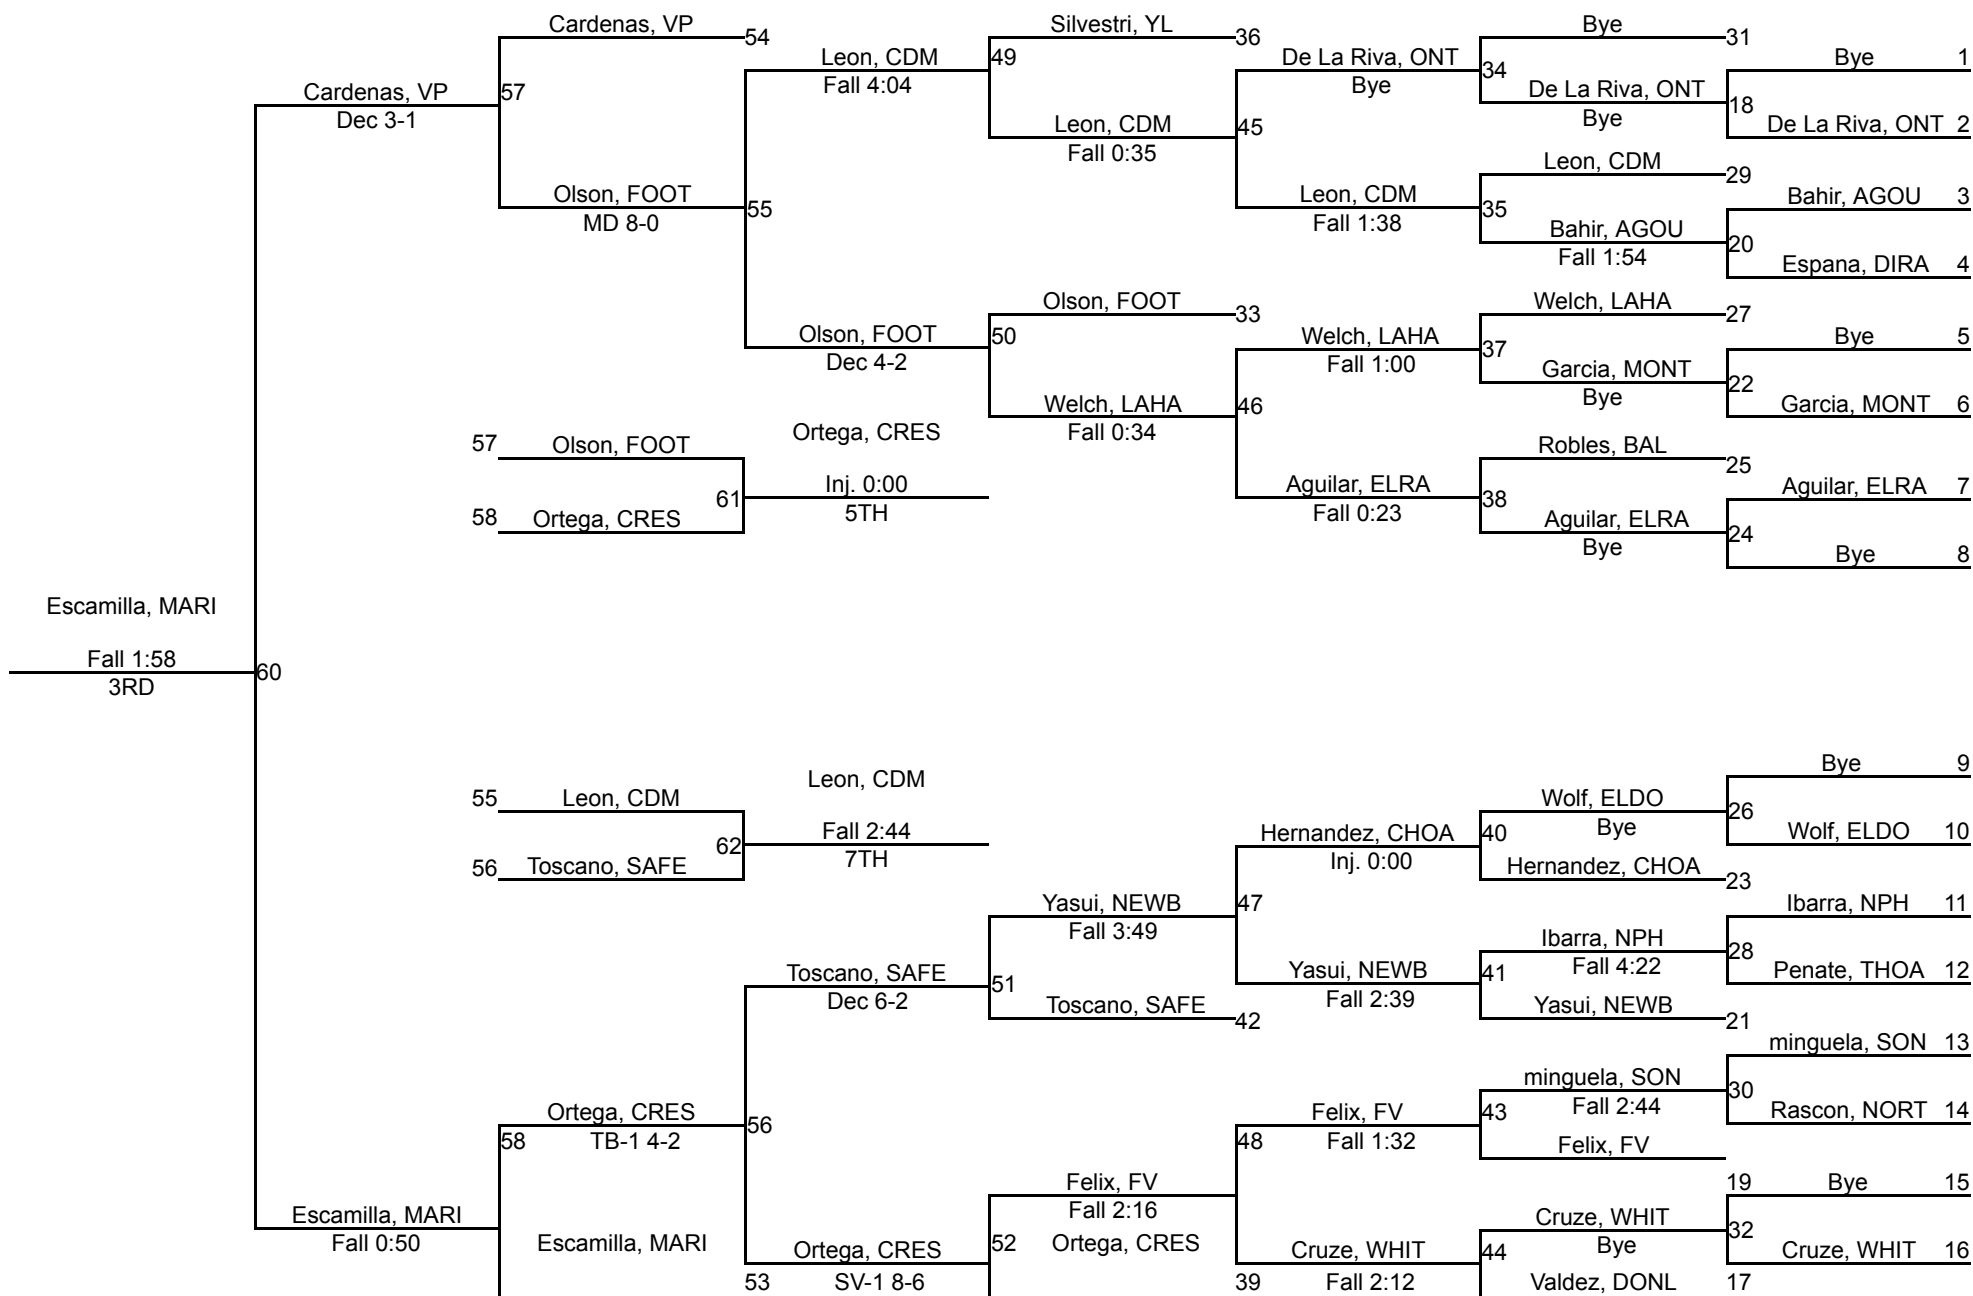 Cardenas, VP 54
Silvestri, YL 36
Bye 31
Leon, CDM 49
Fall 4:04
De La Riva, ONT 34
Bye
Bye 1
Cardenas, VP 57
Dec 3-1
De La Riva, ONT 18
Bye
Leon, CDM 45
Fall 0:35
De La Riva, ONT 2
Leon, CDM 29
Olson, FOOT 55
MD 8-0
Leon, CDM 35
Fall 1:38
Bahir, AGOU 3
Bahir, AGOU 20
Fall 1:54
Espana, DIRA 4
Olson, FOOT 33
Welch, LAHA 27
Olson, FOOT 50
Dec 4-2
Welch, LAHA 37
Fall 1:00
Bye 5
Garcia, MONT 22
Bye
Welch, LAHA 46
Fall 0:34
Garcia, MONT 6
Ortega, CRES
57 Olson, FOOT
Robles, BAL 25
61 Inj. 0:00
5TH
Aguilar, ELRA 38
Fall 0:23
Aguilar, ELRA 7
58 Ortega, CRES
Aguilar, ELRA 24
Bye
Bye 8
Escamilla, MARI
Fall 1:58 60
3RD
Bye 9
Leon, CDM
55 Leon, CDM
Wolf, ELDO 26
Bye
62 Fall 2:44
7TH
Hernandez, CHOA 40
Inj. 0:00
Wolf, ELDO 10
56 Toscano, SAFE
Hernandez, CHOA 23
Yasui, NEWB 47
Fall 3:49
Ibarra, NPH 11
Ibarra, NPH 28
Fall 4:22
Toscano, SAFE 51
Dec 6-2
Yasui, NEWB 41
Fall 2:39
Penate, THOA 12
Toscano, SAFE 42
Yasui, NEWB 21
minguela, SON 13
minguela, SON 30
Fall 2:44
Ortega, CRES 56
58 TB-1 4-2
Felix, FV 43
Fall 1:32 48
Rascon, NORT 14
Felix, FV
Felix, FV
Fall 2:16
19 Bye 15
Escamilla, MARI
Fall 0:50
Cruze, WHIT 32
Bye
Escamilla, MARI
Ortega, CRES 52
Ortega, CRES
Cruze, WHIT 44
Cruze, WHIT 16
53 SV-1 8-6
39 Fall 2:12
Valdez, DONL 17